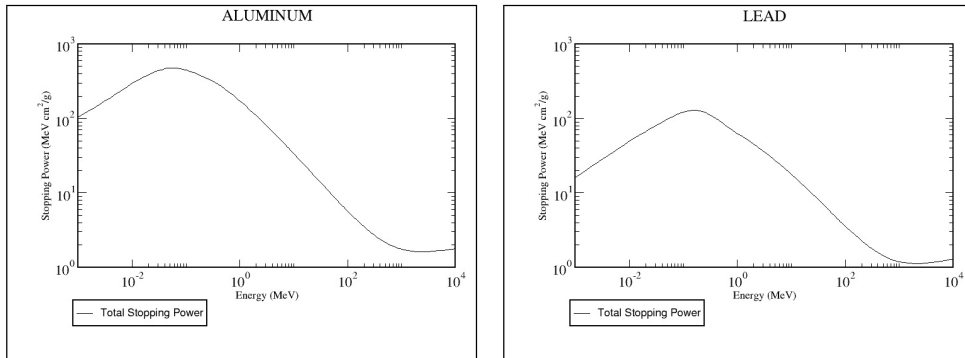 ALUMINUM
10^3
10^2
10^1
10^0
Stopping Power (MeV cm^2/g)
10^-2
10^0
10^2
10^4
Energy (MeV)
Total Stopping Power
LEAD
10^3
10^2
10^1
10^0
Stopping Power (MeV cm^2/g)
10^-2
10^0
10^2
10^4
Energy (MeV)
Total Stopping Power